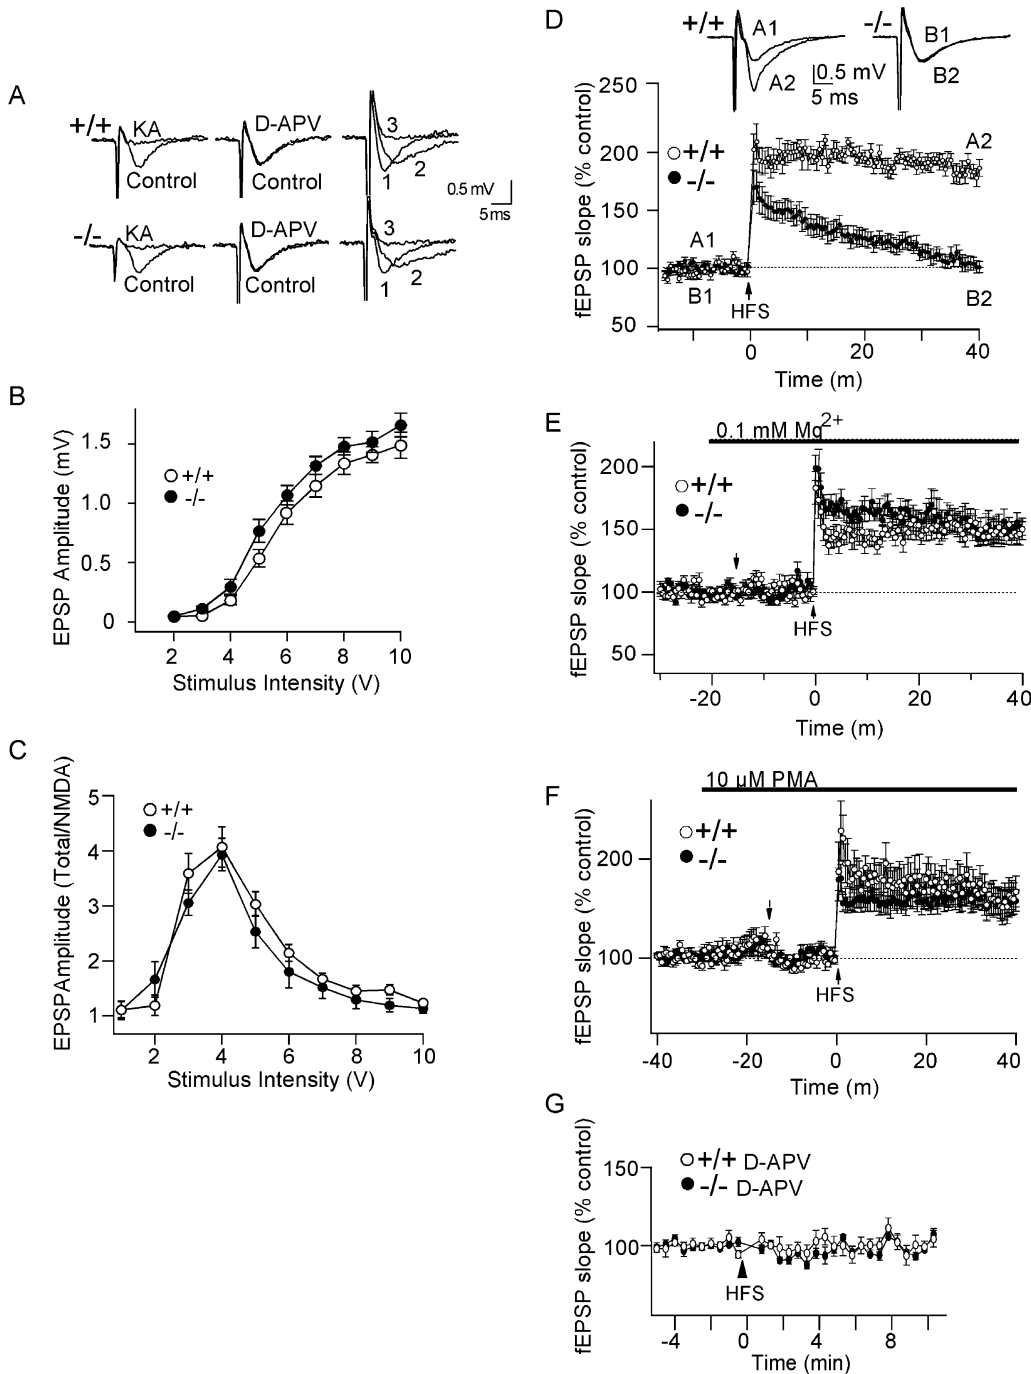 A
+/+
KA
Control
D-APV
Control
3
1
2
0.5 mV
5ms
-/-
KA
Control
D-APV
Control
3
1
2
B
EPSP Amplitude (mV)
1.5
1.0
0.5
0
+/+
-/-
2 4 6 8 10
Stimulus Intensity (V)
C
EPSPAmplitude (Total/NMDA)
5
4
3
2
1
+/+
-/-
2 4 6 8 10
Stimulus Intensity (V)
D
+/+
A1
A2
-/-
B1
B2
0.5 mV
5 ms
fEPSP slope (% control)
250
200
150
100
50
+/+
-/-
A1
B1
A2
B2
HFS
0 20 40
Time (m)
E
0.1 mM Mg2+
fEPSP slope (% control)
200
150
100
50
+/+
-/-
HFS
-20 0 20 40
Time (m)
F
10 µM PMA
fEPSP slope (% control)
200
100
+/+
-/-
HFS
-40 -20 0 20 40
Time (m)
G
fEPSP slope (% control)
150
100
+/+ D-APV
-/- D-APV
HFS
-4 0 4 8
Time (min)